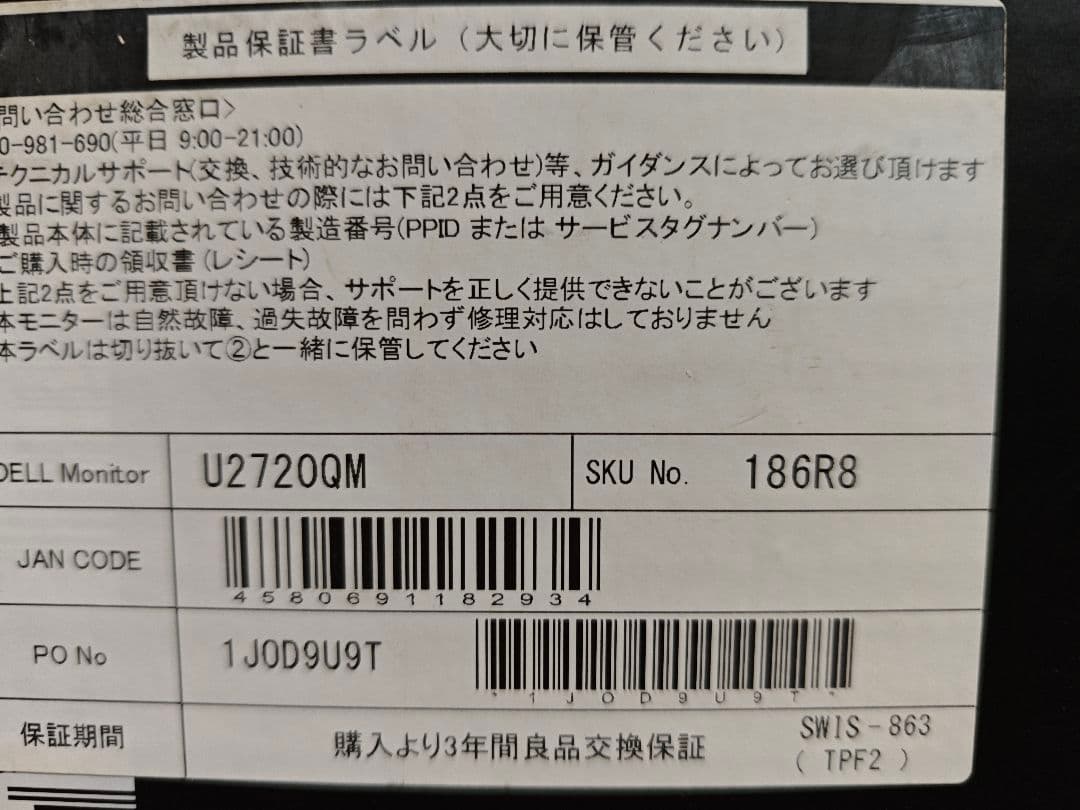 製品保証書ラベル（大切に保管ください）
問い合わせ総合窓口>
0-981-690(平日 9:00-21:00)
テクニカルサポート(交換、技術的なお問い合わせ)等、ガイダンスによってお選び頂けます
製品に関するお問い合わせの際には下記2点をご用意ください。
製品本体に記載されている製造番号(PPID または サービスタグナンバー)
ご購入時の領収書（レシート）
上記2点をご用意頂けない場合、サポートを正しく提供できないことがございます
本モニターは自然故障、過失故障を問わず修理対応はしておりません
本ラベルは切り抜いて②と一緒に保管してください
DELL Monitor U2720QM SKU No. 186R8
JAN CODE
4580691182934
PO No 1J0D9U9T
*1J0D9U9T*
保証期間 購入より3年間良品交換保証 SWIS-863
( TPF2 )